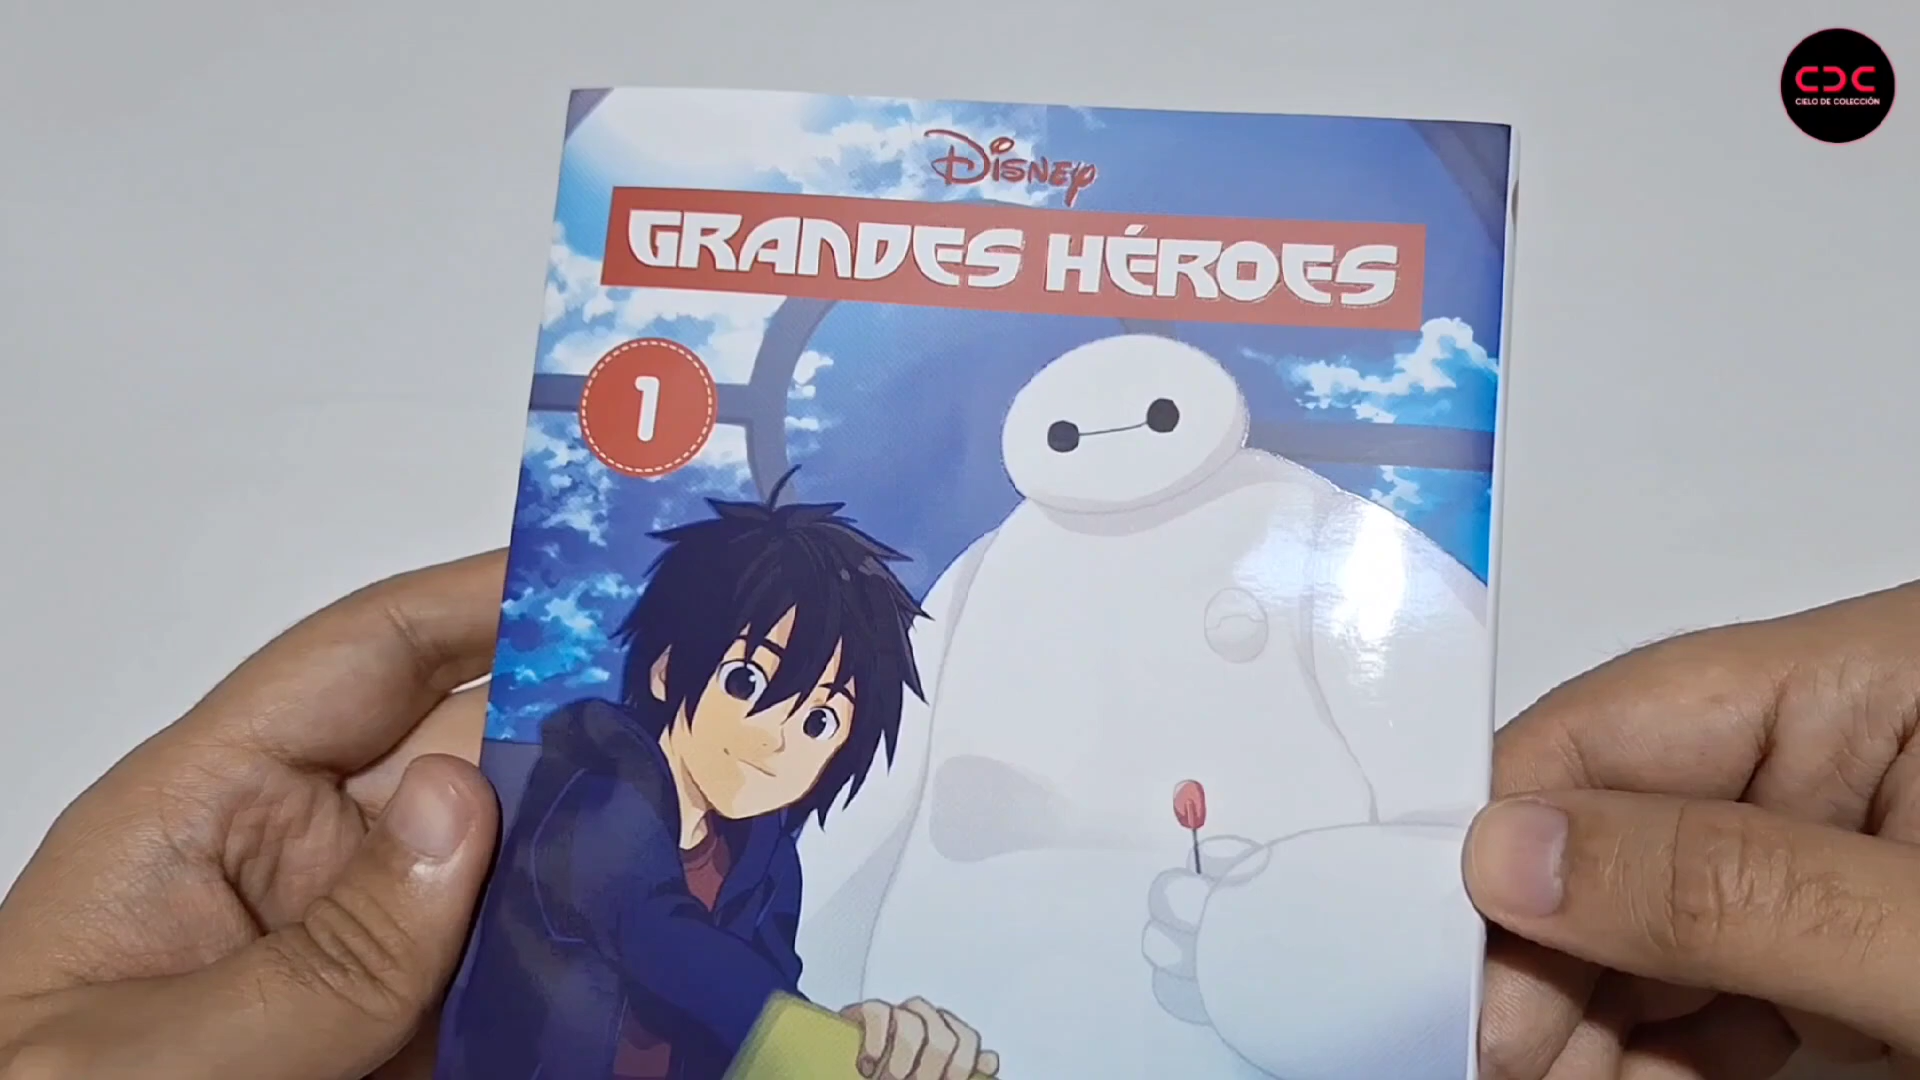 DISNEY
GRANDES HÉROES
1
CDC
CIELO DE COLECCIÓN